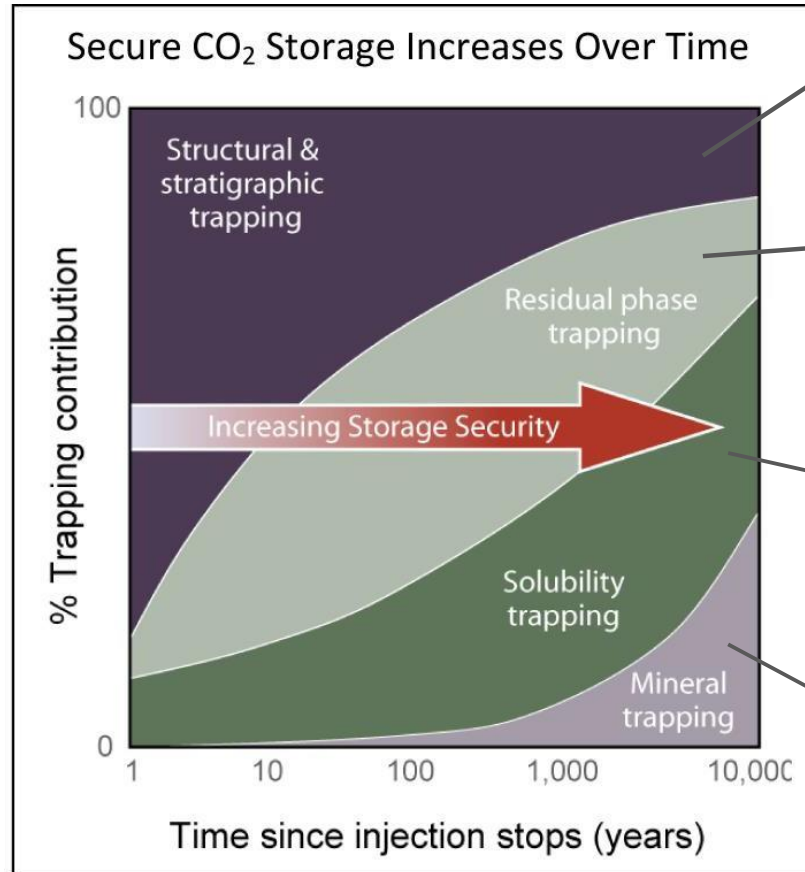 Secure CO₂ Storage Increases Over Time
100
Structural &
stratigraphic
trapping
Residual phase
trapping
Increasing Storage Security
Solubility
trapping
Mineral
trapping
% Trapping contribution
0
1
10
100
1,000
10,000
Time since injection stops (years)